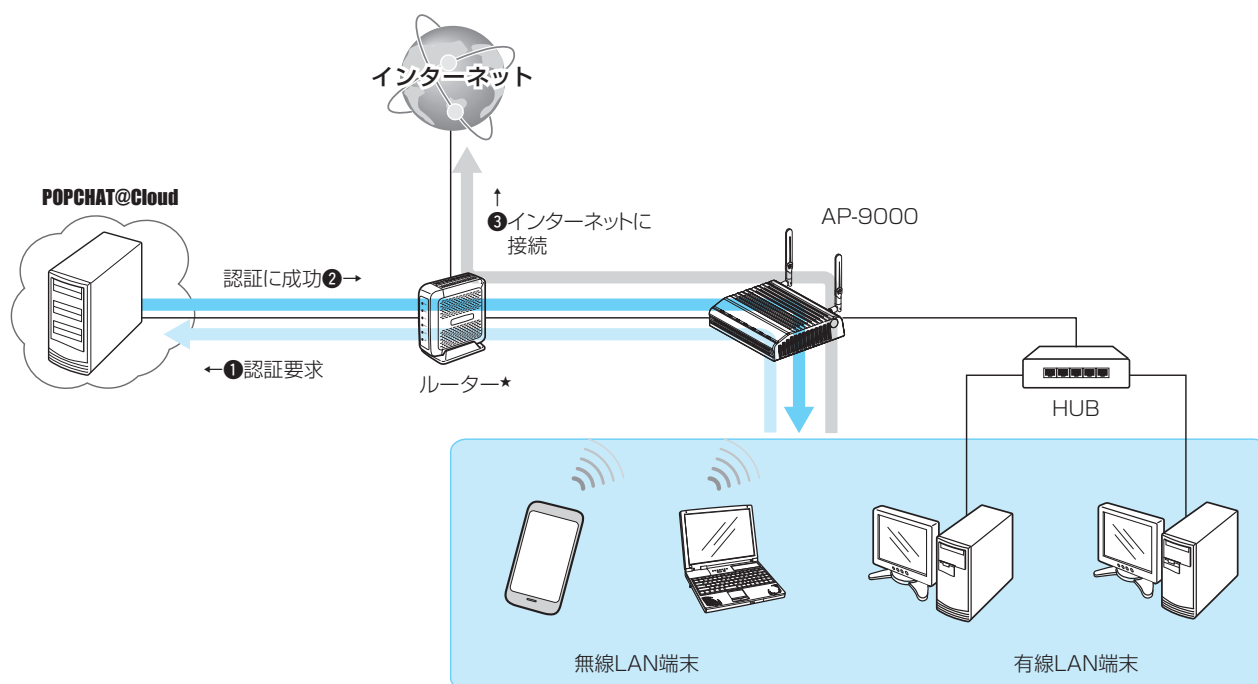 インターネット
POPCHAT@Cloud
↑
❸インターネットに
接続
AP-9000
認証に成功❷→
←❶認証要求
ルーター★
HUB
無線LAN端末
有線LAN端末